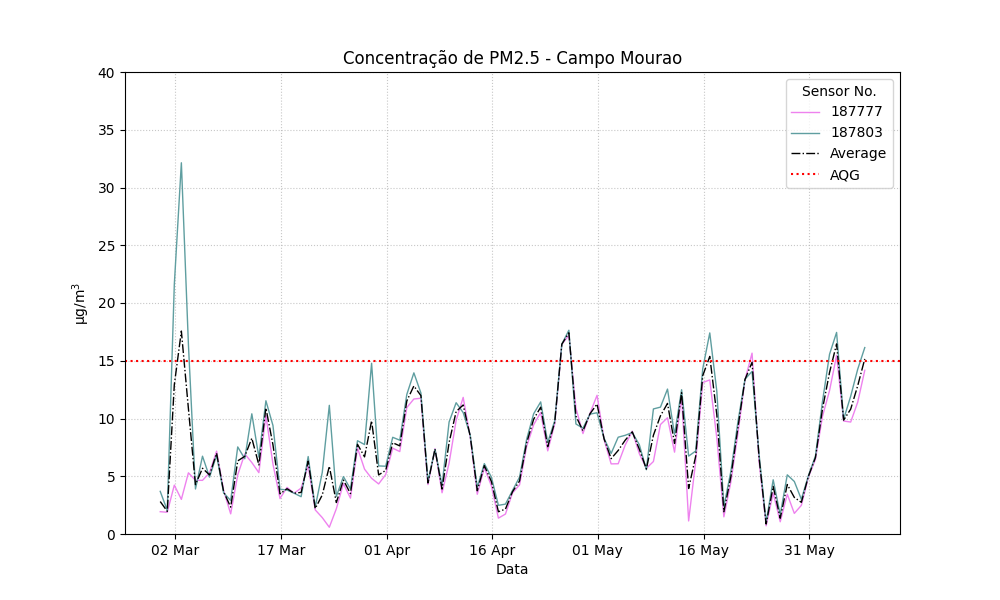 Concentração de PM2.5 - Campo Mourao
40
35
30
25
20
15
10
5
0
µg/m³
02 Mar
17 Mar
01 Apr
16 Apr
01 May
16 May
31 May
Data
Sensor No.
187777
187803
Average
AQG